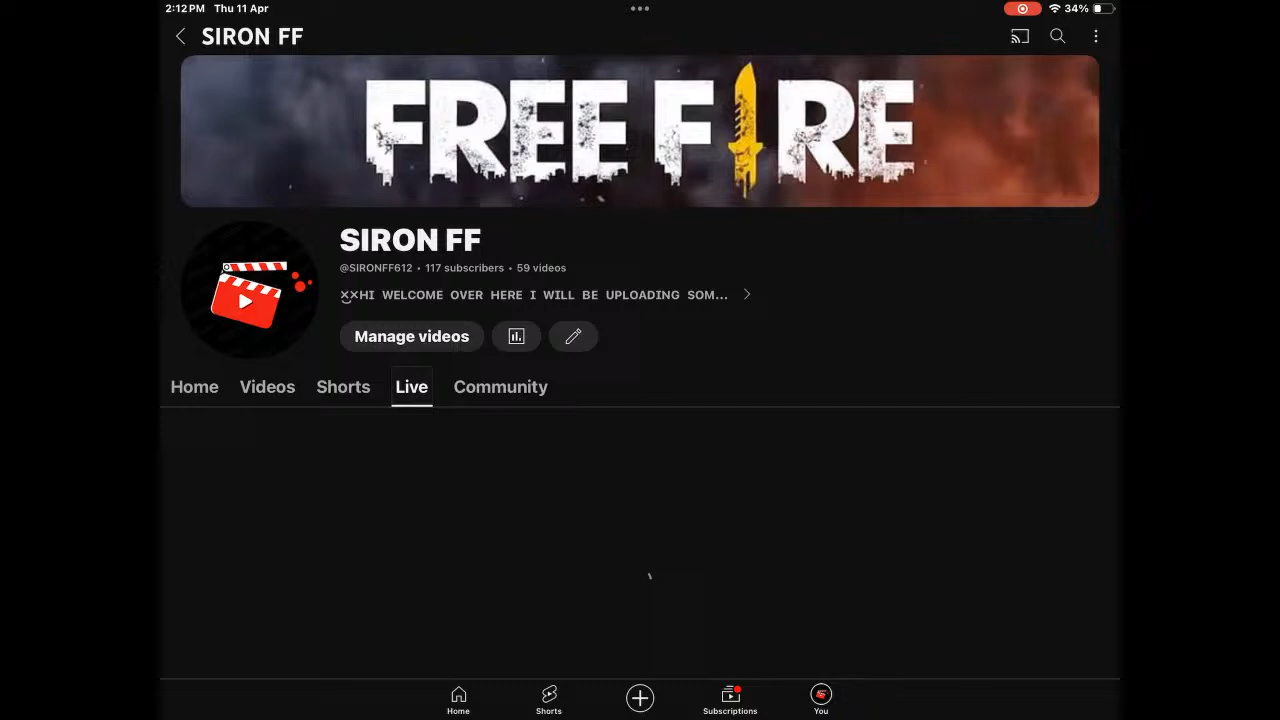 2:12 PM Thu 11 Apr
34%
SIRON FF
FREE FIRE
SIRON FF
@SIRONFF612 • 117 subscribers • 59 videos
HI WELCOME OVER HERE I WILL BE UPLOADING SOM...
Manage videos
Home Videos Shorts Live Community
Home Shorts Subscriptions You